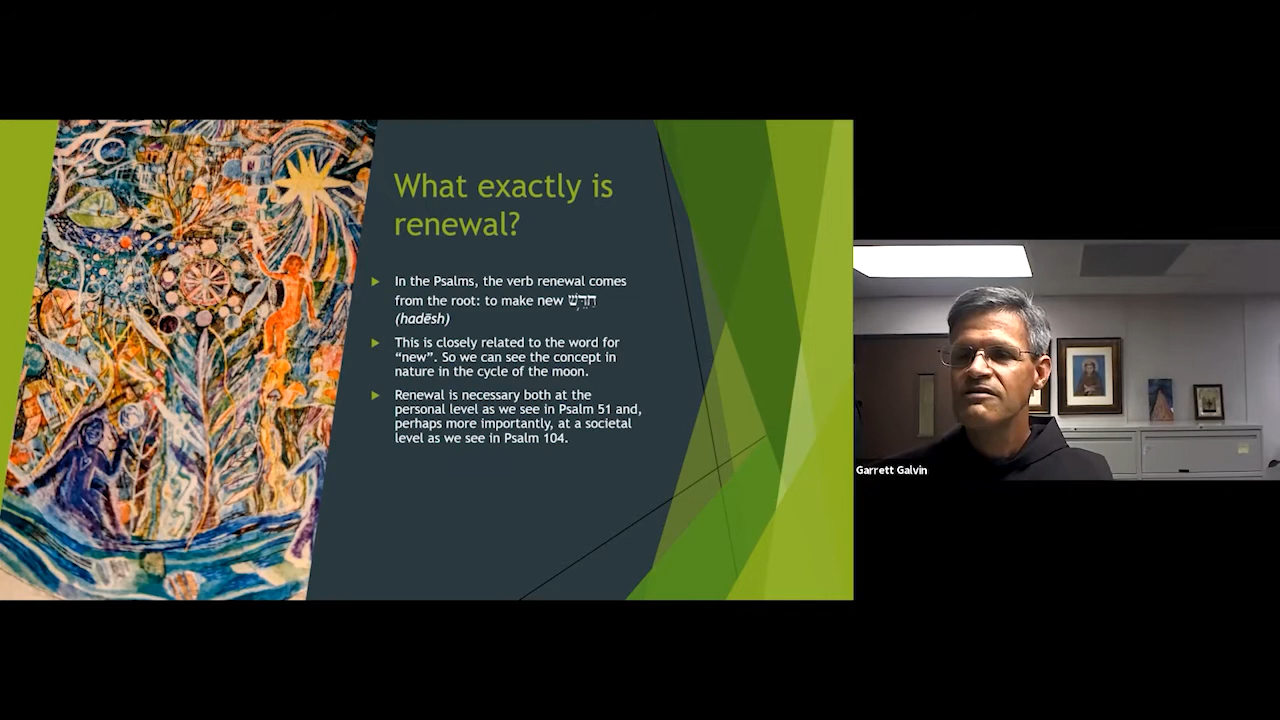 What exactly is
renewal?
In the Psalms, the verb renewal comes
from the root: to make new חִדֵּ֥שׁ
(hadēsh)
This is closely related to the word for
“new”. So we can see the concept in
nature in the cycle of the moon.
Renewal is necessary both at the
personal level as we see in Psalm 51 and,
perhaps more importantly, at a societal
level as we see in Psalm 104.
Garrett Galvin